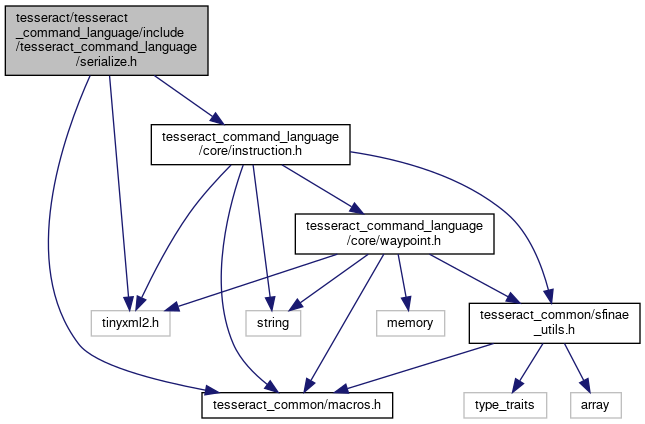 tesseract/tesseract
_command_language/include
/tesseract_command_language
/serialize.h
tesseract_command_language
/core/instruction.h
tesseract_command_language
/core/waypoint.h
tesseract_common/sfinae
_utils.h
tinyxml2.h
string
memory
tesseract_common/macros.h
type_traits
array